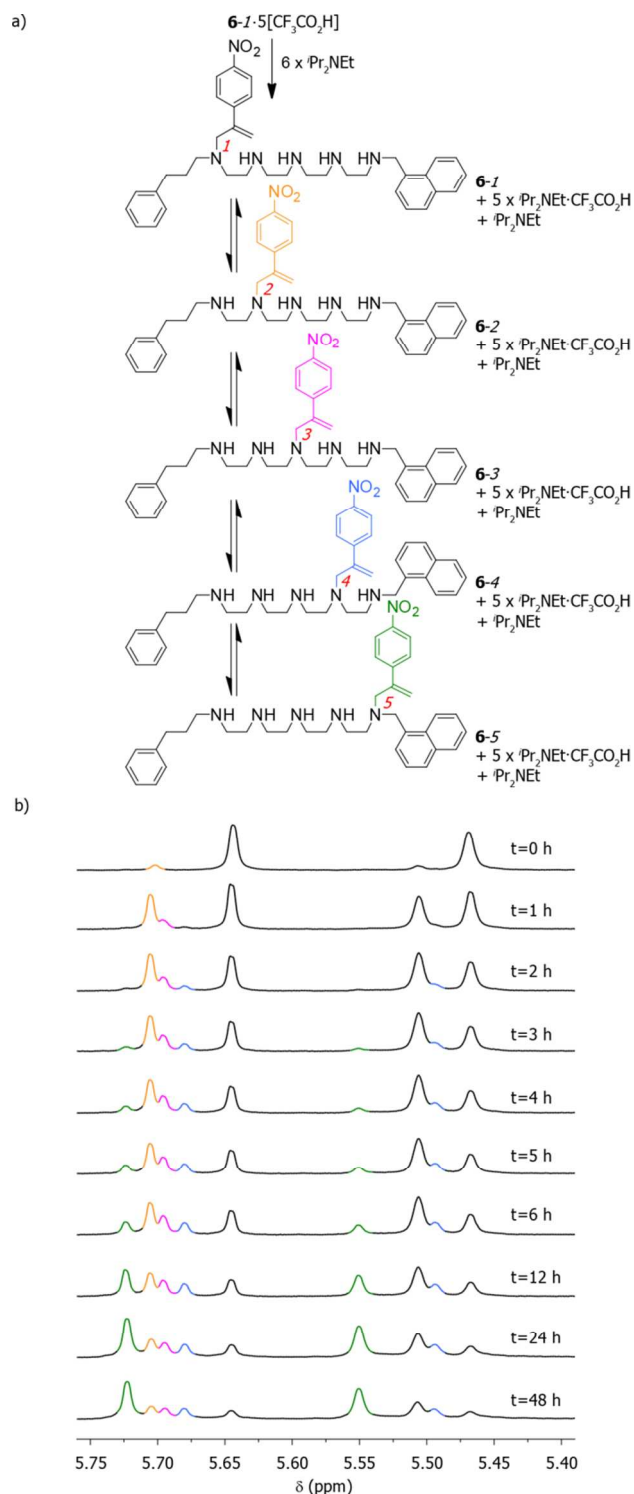 a)
6-1·5[CF₃CO₂H]
NO₂
6 x ⁱPr₂NEt
1
N HN HN HN HN
6-1
+ 5 x ⁱPr₂NEt·CF₃CO₂H
+ ⁱPr₂NEt
NO₂
2
NH N HN HN HN
6-2
+ 5 x ⁱPr₂NEt·CF₃CO₂H
+ ⁱPr₂NEt
NO₂
3
NH NH N HN HN
6-3
+ 5 x ⁱPr₂NEt·CF₃CO₂H
+ ⁱPr₂NEt
NO₂
4
NH NH NH N HN
6-4
+ 5 x ⁱPr₂NEt·CF₃CO₂H
+ ⁱPr₂NEt
NO₂
5
NH NH NH NH N
6-5
+ 5 x ⁱPr₂NEt·CF₃CO₂H
+ ⁱPr₂NEt
b)
t=0 h
t=1 h
t=2 h
t=3 h
t=4 h
t=5 h
t=6 h
t=12 h
t=24 h
t=48 h
5.75 5.70 5.65 5.60 5.55 5.50 5.45 5.40
δ (ppm)